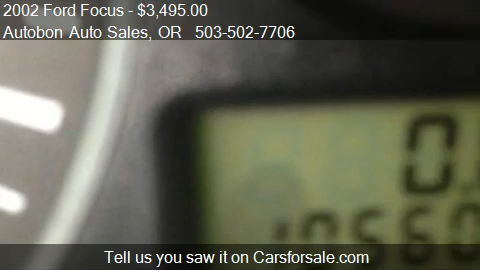 2002 Ford Focus - $3,495.00
Autobon Auto Sales, OR 503-502-7706
0.
Tell us you saw it on Carsforsale.com